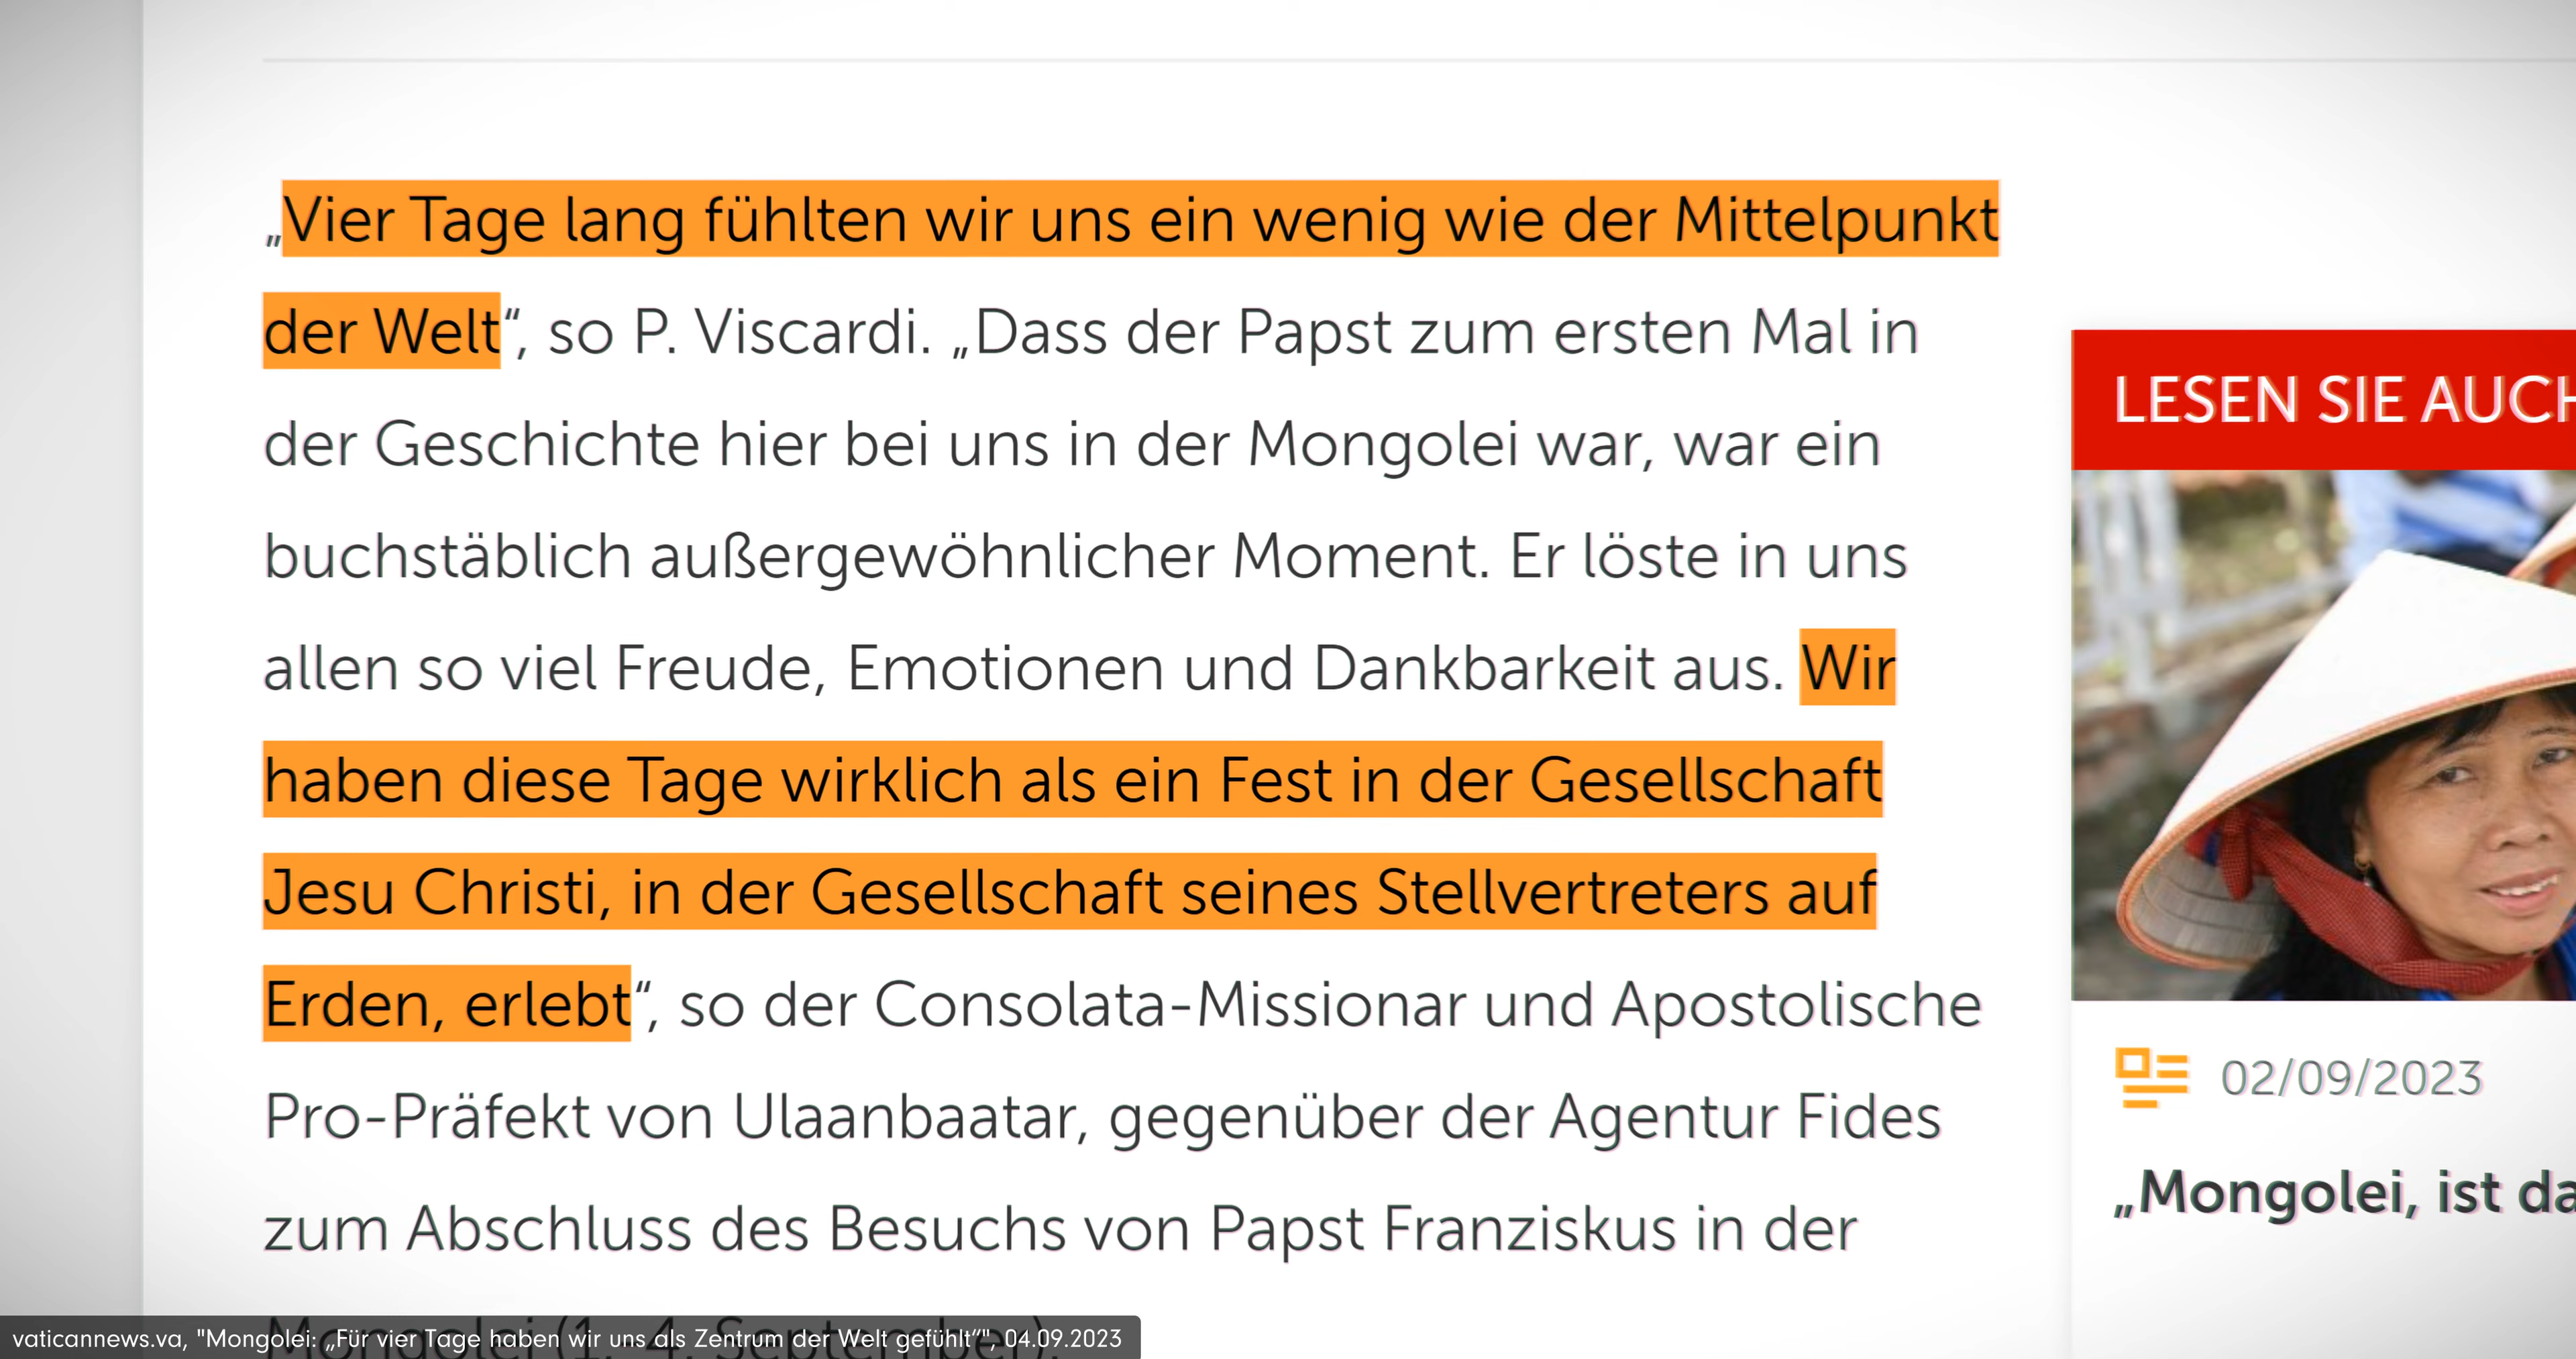 „Vier Tage lang fühlten wir uns ein wenig wie der Mittelpunkt
der Welt“, so P. Viscardi. „Dass der Papst zum ersten Mal in
der Geschichte hier bei uns in der Mongolei war, war ein
buchstäblich außergewöhnlicher Moment. Er löste in uns
allen so viel Freude, Emotionen und Dankbarkeit aus. Wir
haben diese Tage wirklich als ein Fest in der Gesellschaft
Jesu Christi, in der Gesellschaft seines Stellvertreters auf
Erden, erlebt“, so der Consolata-Missionar und Apostolische
Pro-Präfekt von Ulaanbaatar, gegenüber der Agentur Fides
zum Abschluss des Besuchs von Papst Franziskus in der
Mongolei (1.-4. September).
LESEN SIE AUCH
02/09/2023
„Mongolei, ist da
vaticannews.va, "Mongolei: „Für vier Tage haben wir uns als Zentrum der Welt gefühlt“", 04.09.2023